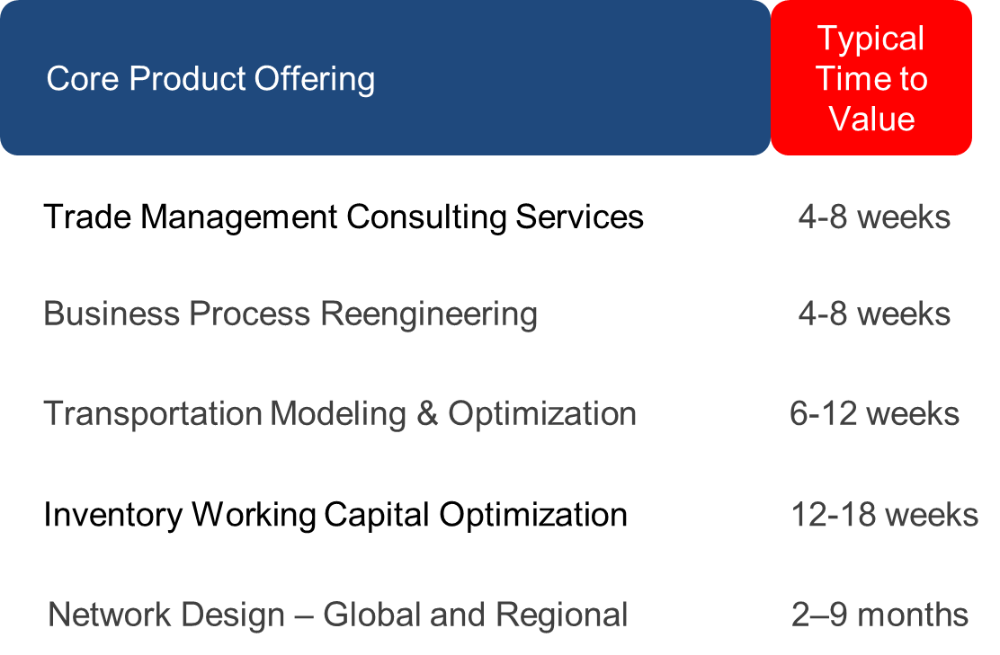 Core Product Offering
Typical
Time to
Value
Trade Management Consulting Services 4-8 weeks
Business Process Reengineering 4-8 weeks
Transportation Modeling & Optimization 6-12 weeks
Inventory Working Capital Optimization 12-18 weeks
Network Design – Global and Regional 2–9 months